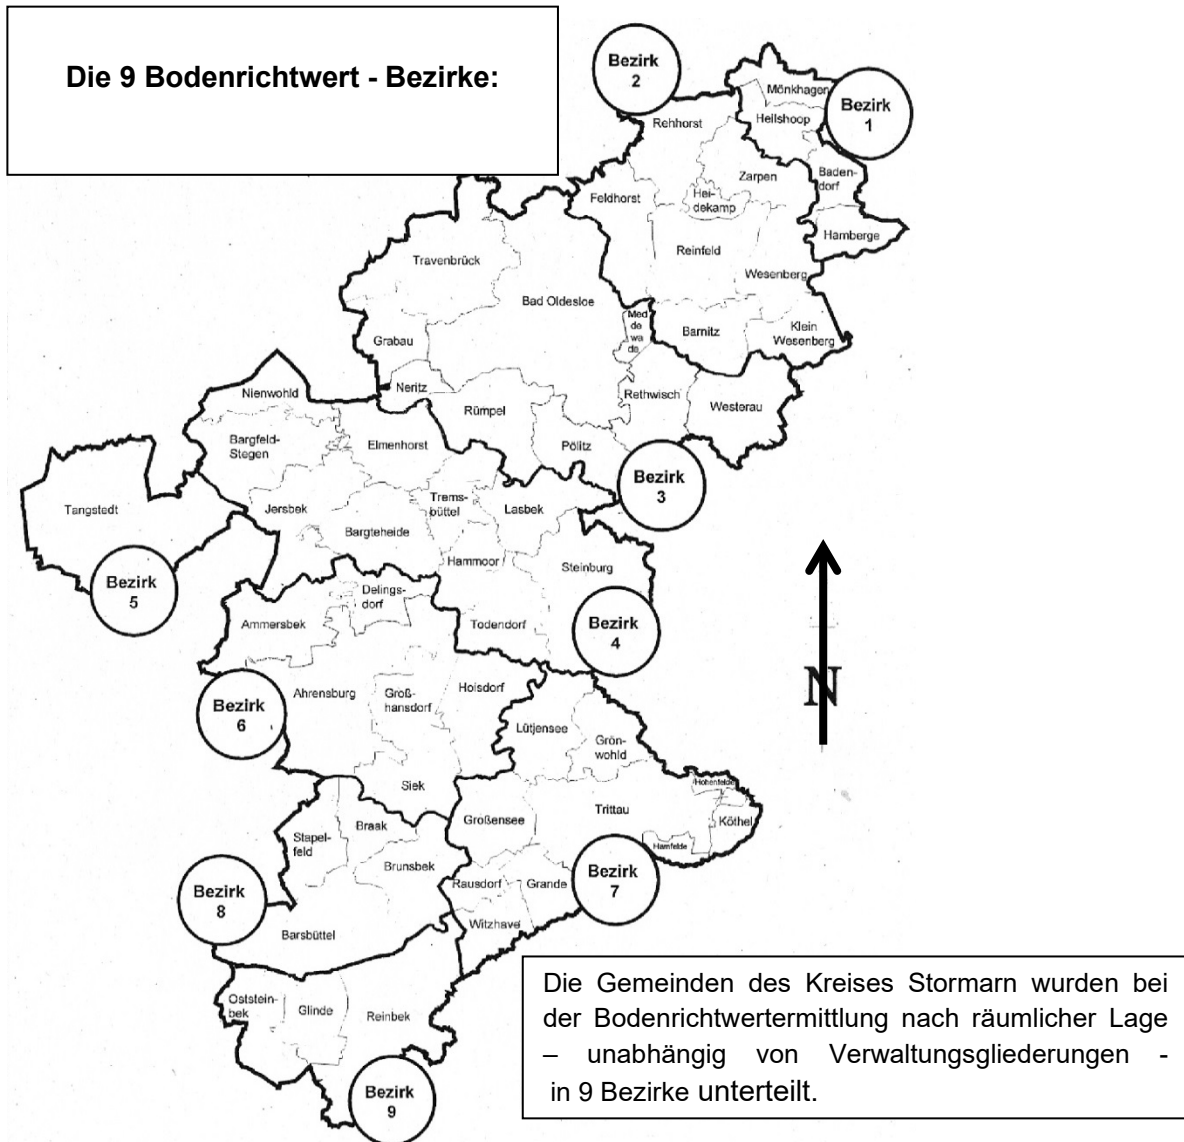 Die 9 Bodenrichtwert - Bezirke:
Bezirk
2
Bezirk
1
Mönkhagen
Heilshoop
Rehhorst
Zarpen
Baden-
dorf
Feldhorst
Hei-
dekamp
Hamberge
Reinfeld
Wesenberg
Travenbrück
Bad Oldesloe
Med
de
wa
de
Barnitz
Klein
Wesenberg
Grabau
Neritz
Rethwisch
Westerau
Nienwohld
Rümpel
Bargfeld-
Stegen
Elmenhorst
Pölitz
Bezirk
3
Tangstedt
Jersbek
Trems-
büttel
Lasbek
Bargteheide
Hammoor
Steinburg
Bezirk
5
Delings-
dorf
Ammersbek
Todendorf
Bezirk
4
Ahrensburg
Groß-
hansdorf
Hoisdorf
Bezirk
6
Lütjensee
Grön-
wohld
N
Siek
Hohenfelde
Großensee
Trittau
Köthel
Stapel-
feld
Braak
Hamfelde
Brunsbek
Rausdorf
Grande
Bezirk
7
Bezirk
8
Witzhave
Barsbüttel
Oststein-
bek
Glinde
Reinbek
Bezirk
9
Die Gemeinden des Kreises Stormarn wurden bei
der Bodenrichtwertermittlung nach räumlicher Lage
– unabhängig von Verwaltungsgliederungen -
in 9 Bezirke unterteilt.